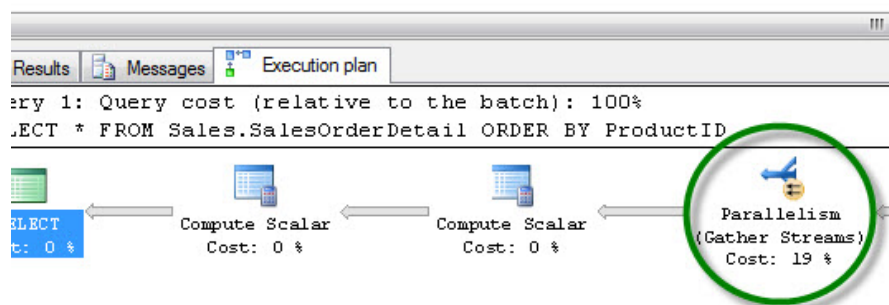 Results Messages Execution plan
ery 1: Query cost (relative to the batch): 100%
LECT * FROM Sales.SalesOrderDetail ORDER BY ProductID
ELECT
t: 0 %
Compute Scalar
Cost: 0 %
Compute Scalar
Cost: 0 %
Parallelism
(Gather Streams)
Cost: 19 %